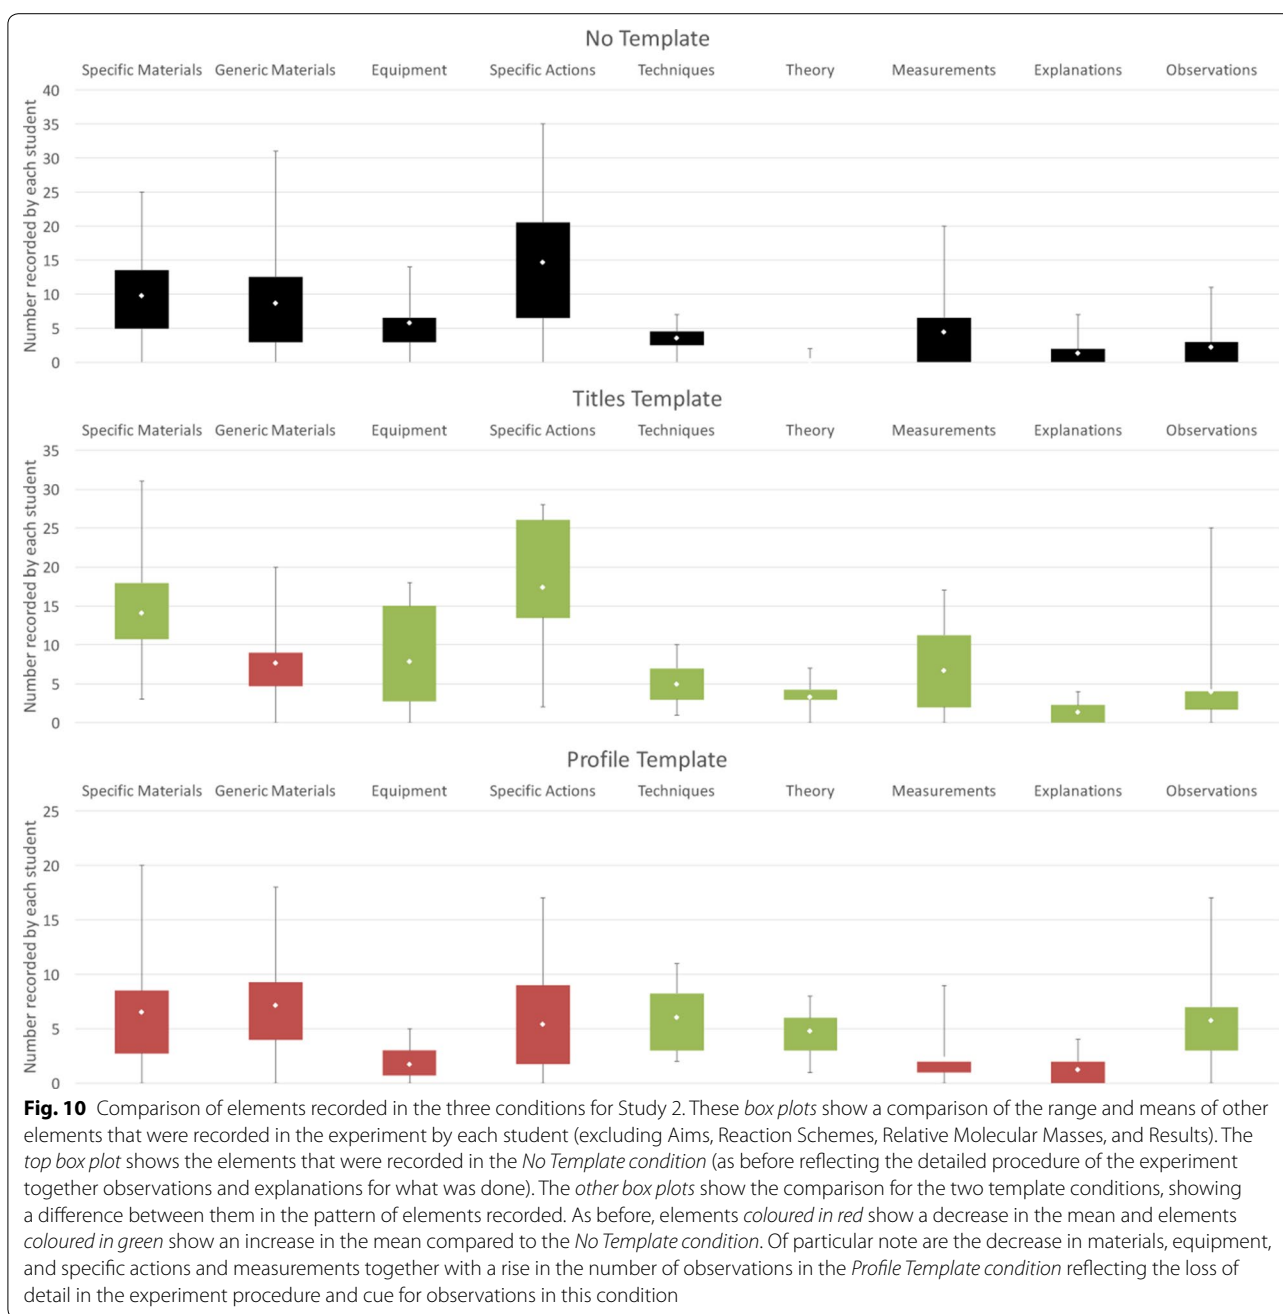 No Template
Specific Materials Generic Materials Equipment Specific Actions Techniques Theory Measurements Explanations Observations
Number recorded by each student
40
35
30
25
20
15
10
5
0
Titles Template
Specific Materials Generic Materials Equipment Specific Actions Techniques Theory Measurements Explanations Observations
Number recorded by each student
35
30
25
20
15
10
5
0
Profile Template
Specific Materials Generic Materials Equipment Specific Actions Techniques Theory Measurements Explanations Observations
Number recorded by each student
25
20
15
10
5
0
Fig. 10 Comparison of elements recorded in the three conditions for Study 2. These box plots show a comparison of the range and means of other
elements that were recorded in the experiment by each student (excluding Aims, Reaction Schemes, Relative Molecular Masses, and Results). The
top box plot shows the elements that were recorded in the No Template condition (as before reflecting the detailed procedure of the experiment
together observations and explanations for what was done). The other box plots show the comparison for the two template conditions, showing
a difference between them in the pattern of elements recorded. As before, elements coloured in red show a decrease in the mean and elements
coloured in green show an increase in the mean compared to the No Template condition. Of particular note are the decrease in materials, equipment,
and specific actions and measurements together with a rise in the number of observations in the Profile Template condition reflecting the loss of
detail in the experiment procedure and cue for observations in this condition